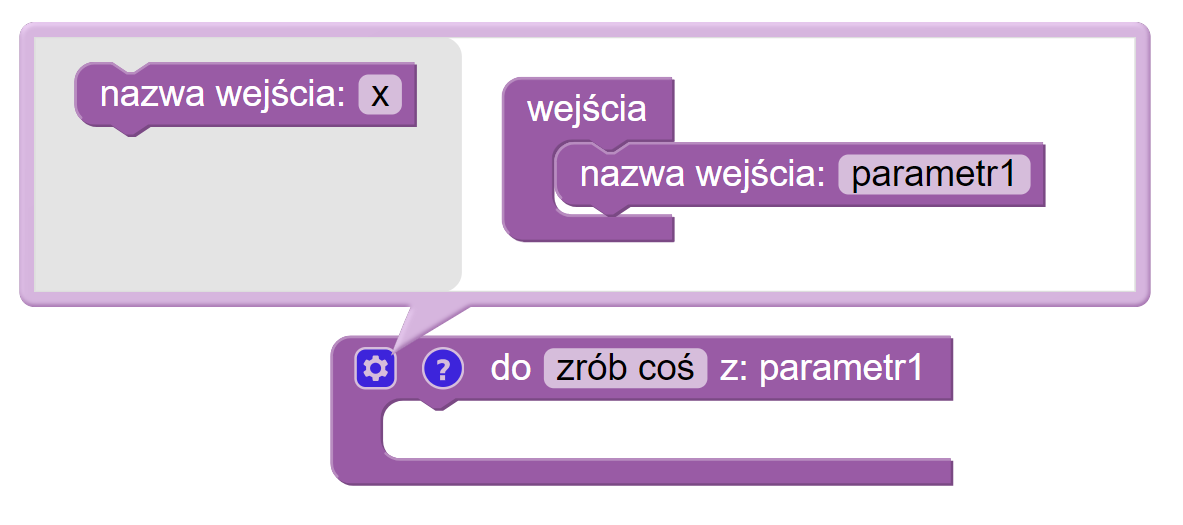 nazwa wejścia: x
wejścia
nazwa wejścia: parametr1
? do zrób coś z: parametr1